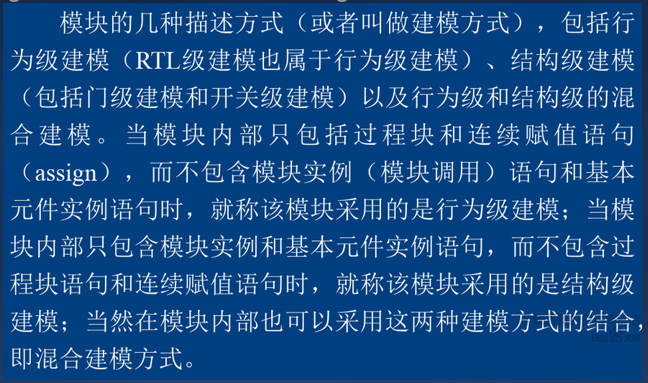 模块的几种描述方式（或者叫做建模方式），包括行
为级建模（RTL级建模也属于行为级建模）、结构级建模
（包括门级建模和开关级建模）以及行为级和结构级的混
合建模。当模块内部只包括过程块和连续赋值语句
（assign），而不包含模块实例（模块调用）语句和基本
元件实例语句时，就称该模块采用的是行为级建模；当模
块内部只包含模块实例和基本元件实例语句，而不包含过
程块语句和连续赋值语句时，就称该模块采用的是结构级
建模；当然在模块内部也可以采用这两种建模方式的结合，
即混合建模方式。